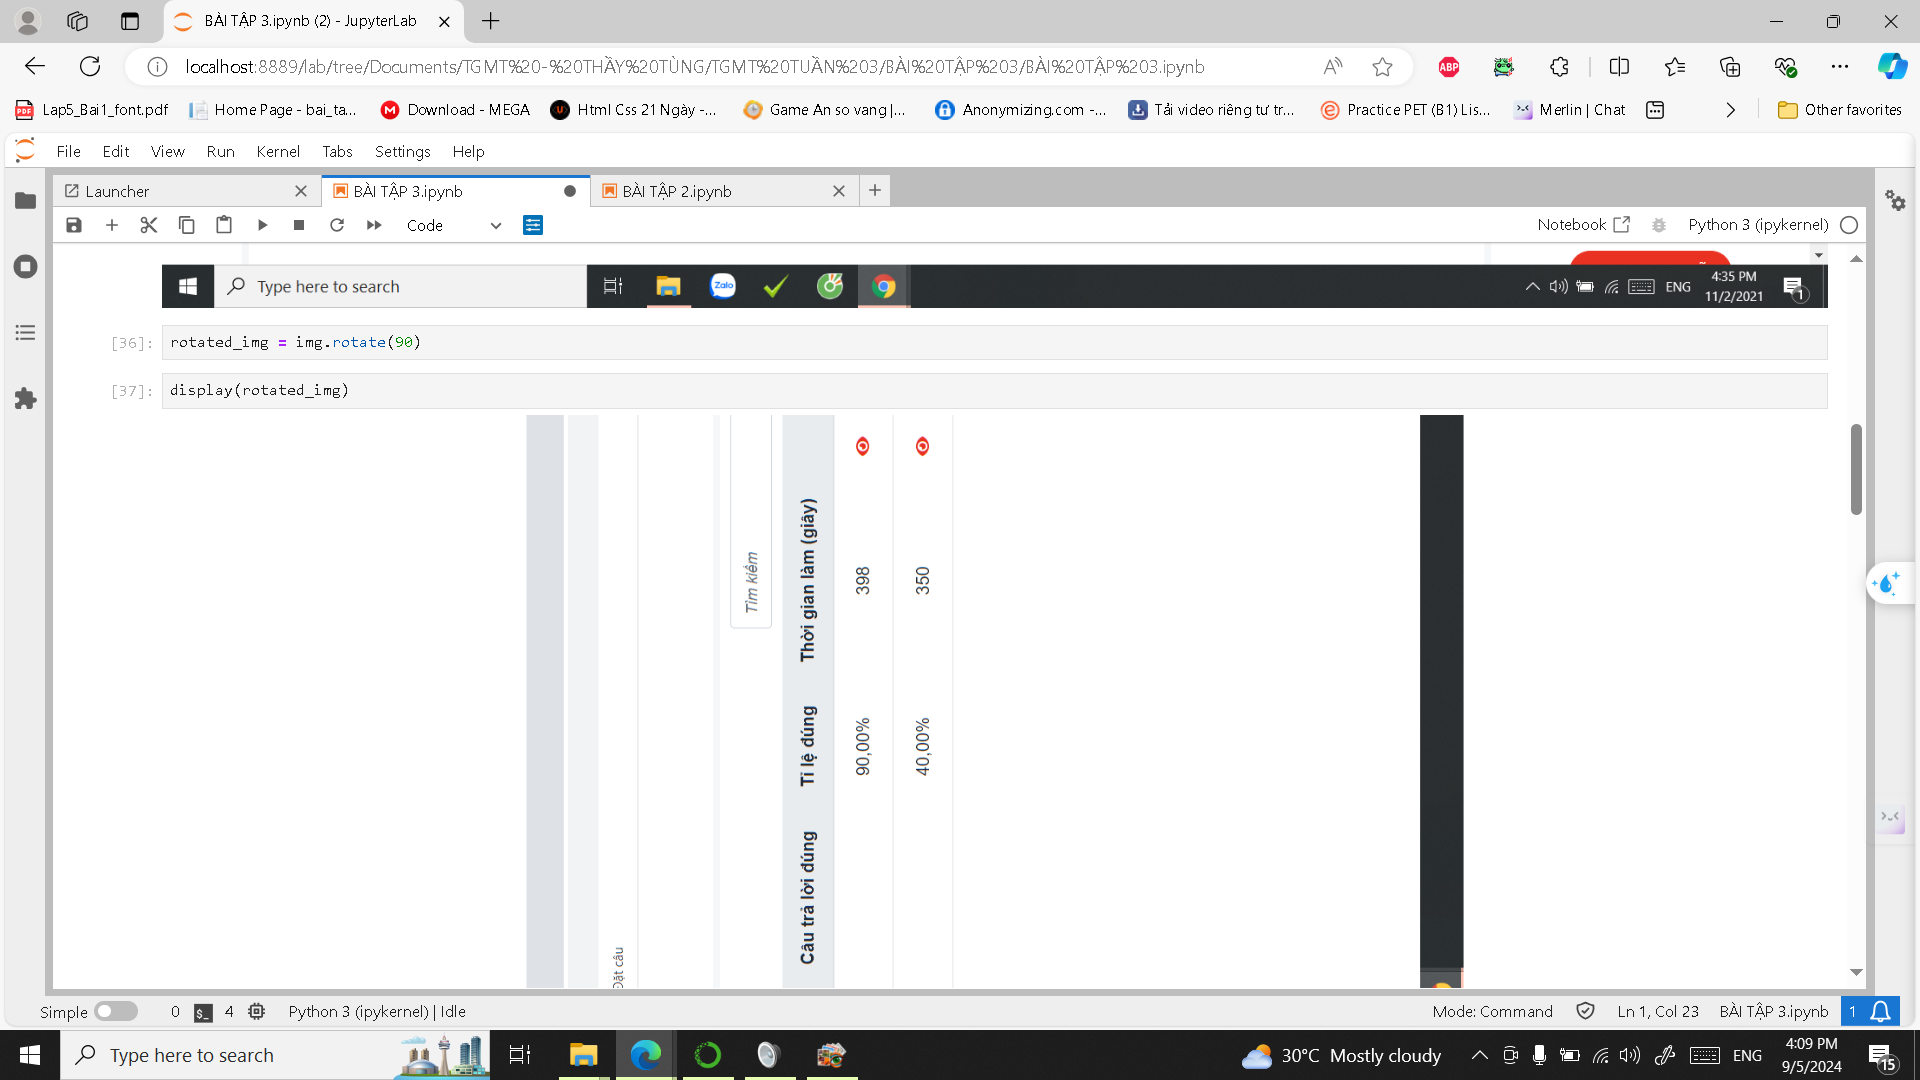 BÀI TẬP 3.ipynb (2) - JupyterLab
localhost:8889/lab/tree/Documents/TGMT%20-%20THẦY%20TÙNG/TGMT%20TUẦN%203/BÀI%20TẬP%203/BÀI%20TẬP%203.ipynb
ABP
Lap5_Bai1_font.pdf Home Page - bai_ta... Download - MEGA Html Css 21 Ngày -... Game An so vang |... Anonymizing.com -... Tải video riêng tư tr... Practice PET (B1) Lis... Merlin | Chat Other favorites
File Edit View Run Kernel Tabs Settings Help
Launcher BÀI TẬP 3.ipynb BÀI TẬP 2.ipynb
Code Notebook Python 3 (ipykernel)
Type here to search Zalo ENG 4:35 PM
11/2/2021 1
[36]: rotated_img = img.rotate(90)
[37]: display(rotated_img)
Đặt câu
Tìm kiếm
Câu trả lời đúng Tỉ lệ đúng Thời gian làm (giây)
90,00% 398
40,00% 350
Simple 0 4 Python 3 (ipykernel) | Idle Mode: Command Ln 1, Col 23 BÀI TẬP 3.ipynb 1
Type here to search 30°C Mostly cloudy ENG 4:09 PM
9/5/2024 15